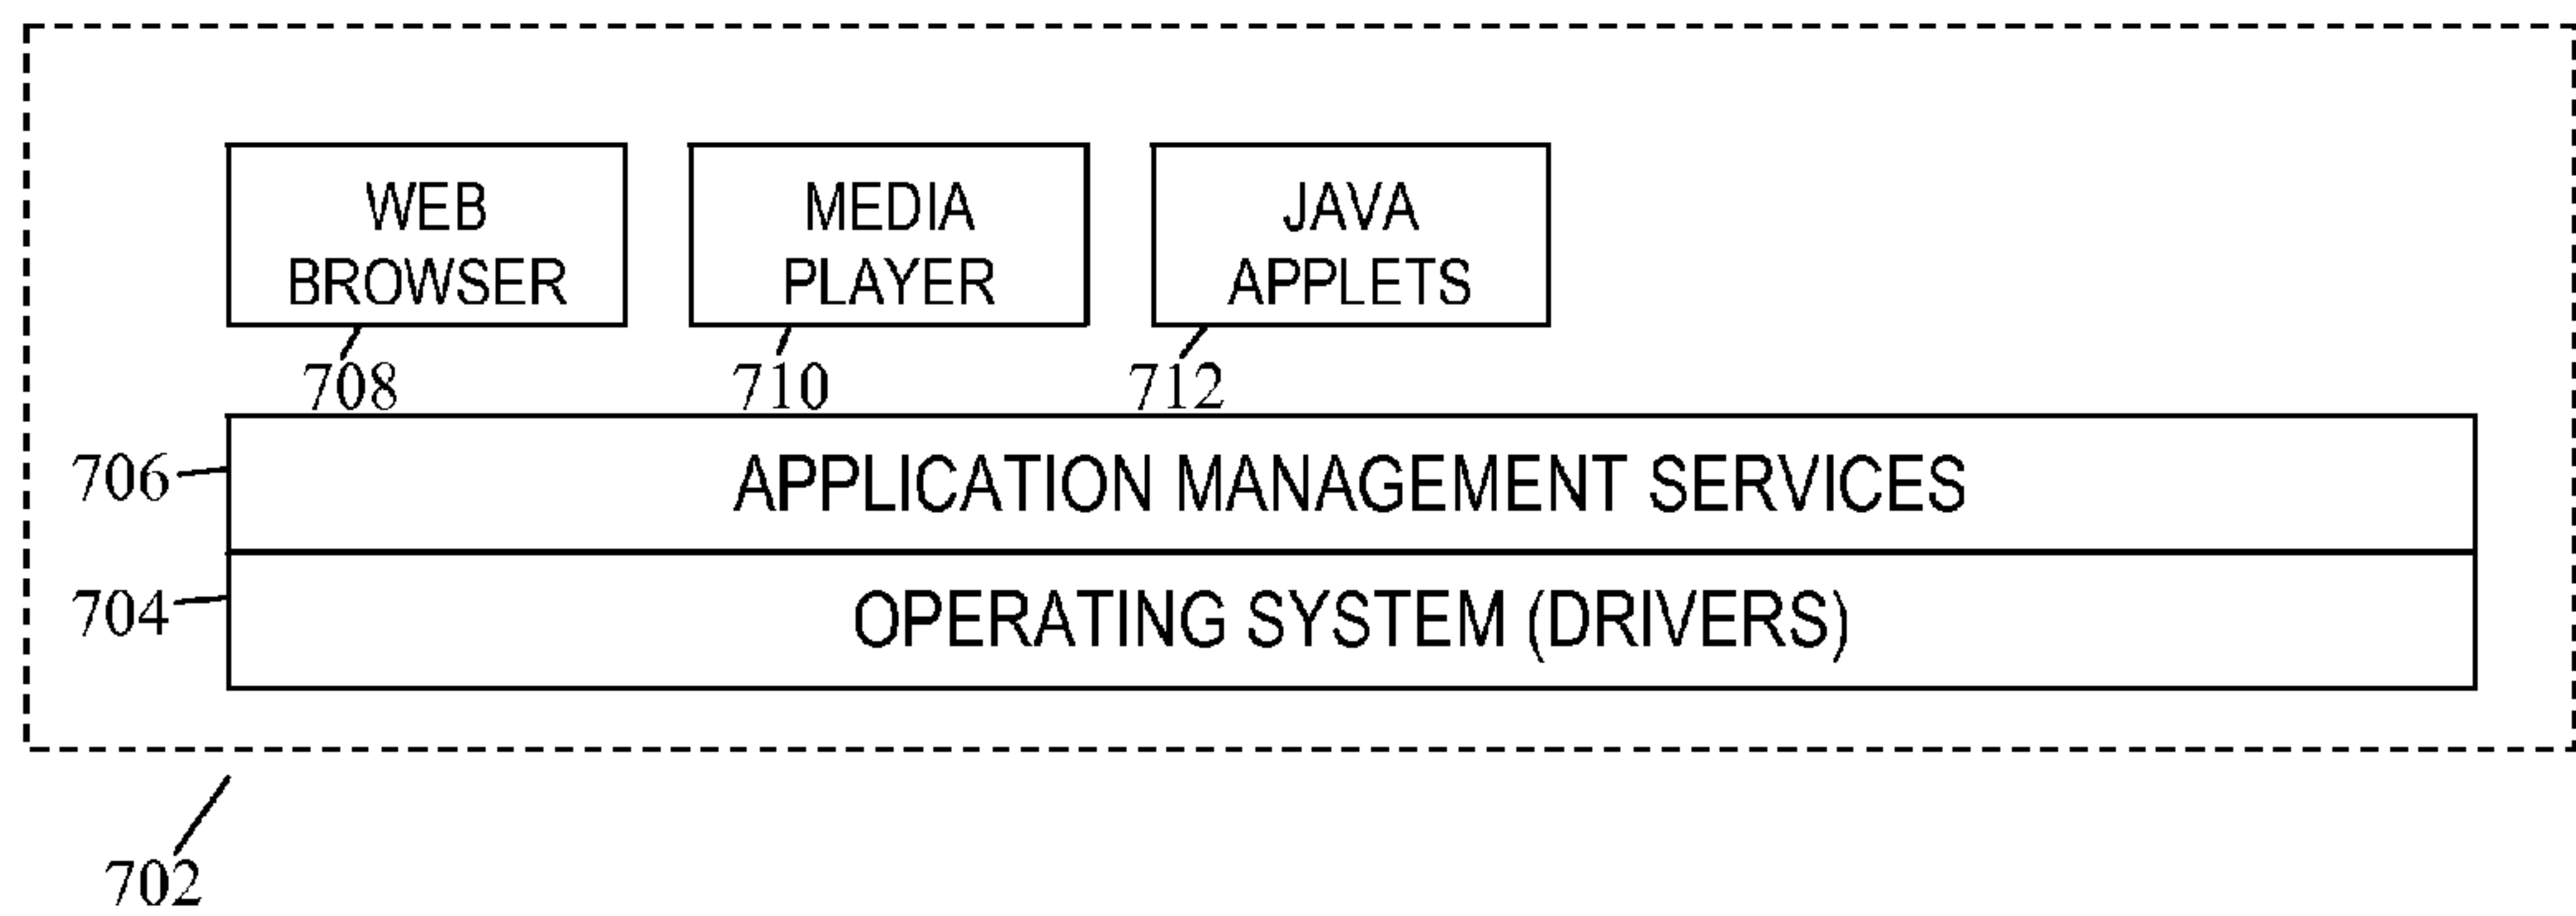 WEB
BROWSER
MEDIA
PLAYER
JAVA
APPLETS
708
710
712
706
APPLICATION MANAGEMENT SERVICES
704
OPERATING SYSTEM (DRIVERS)
702